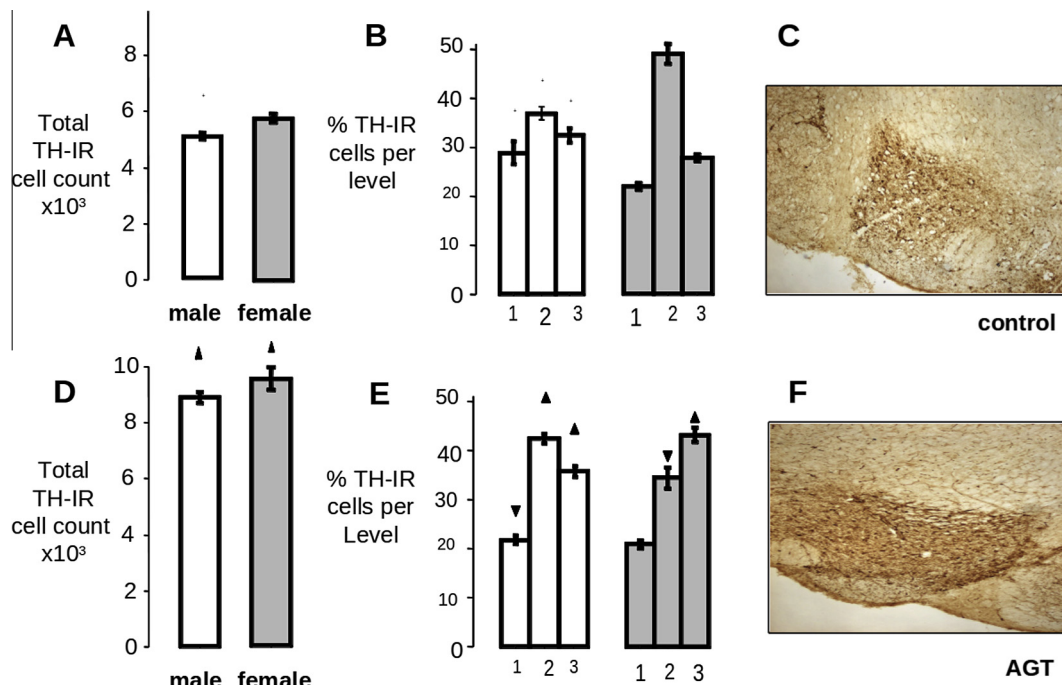 A
8
6
4
2
0
Total
TH-IR
cell count
x10³
male female
B
50
40
30
20
10
0
% TH-IR
cells per
level
1 2 3 1 2 3
C
control
D
10
8
6
4
2
0
Total
TH-IR
cell count
x10³
male female
E
50
40
30
20
10
0
% TH-IR
cells per
Level
1 2 3 1 2 3
F
AGT